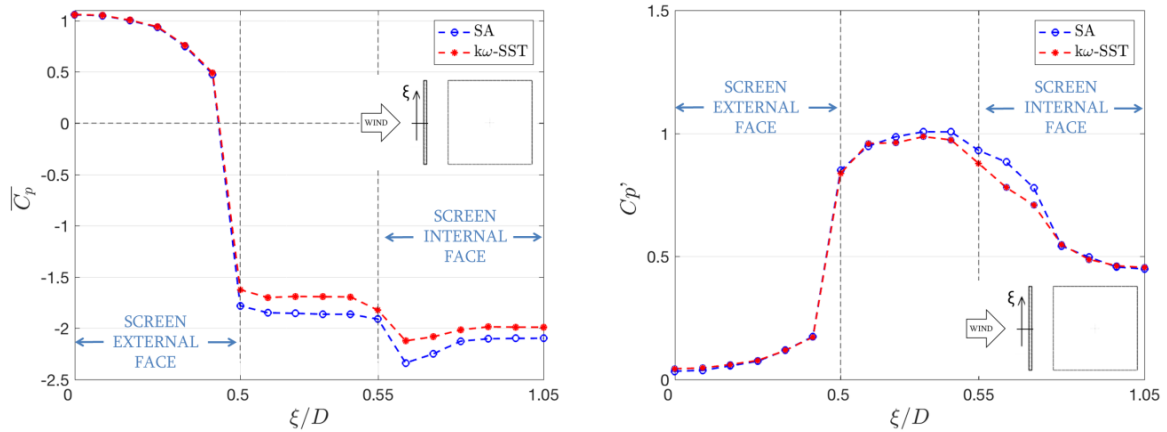 1
0.5
0
-0.5
-1
-1.5
-2
-2.5
C̅p
SA
kω-SST
ξ
WIND
SCREEN
INTERNAL
FACE
SCREEN
EXTERNAL
FACE
0
0.5
0.55
1.05
ξ/D
1.5
1
0.5
0
Cp'
SA
kω-SST
SCREEN
EXTERNAL
FACE
SCREEN
INTERNAL
FACE
ξ
WIND
0
0.5
0.55
1.05
ξ/D